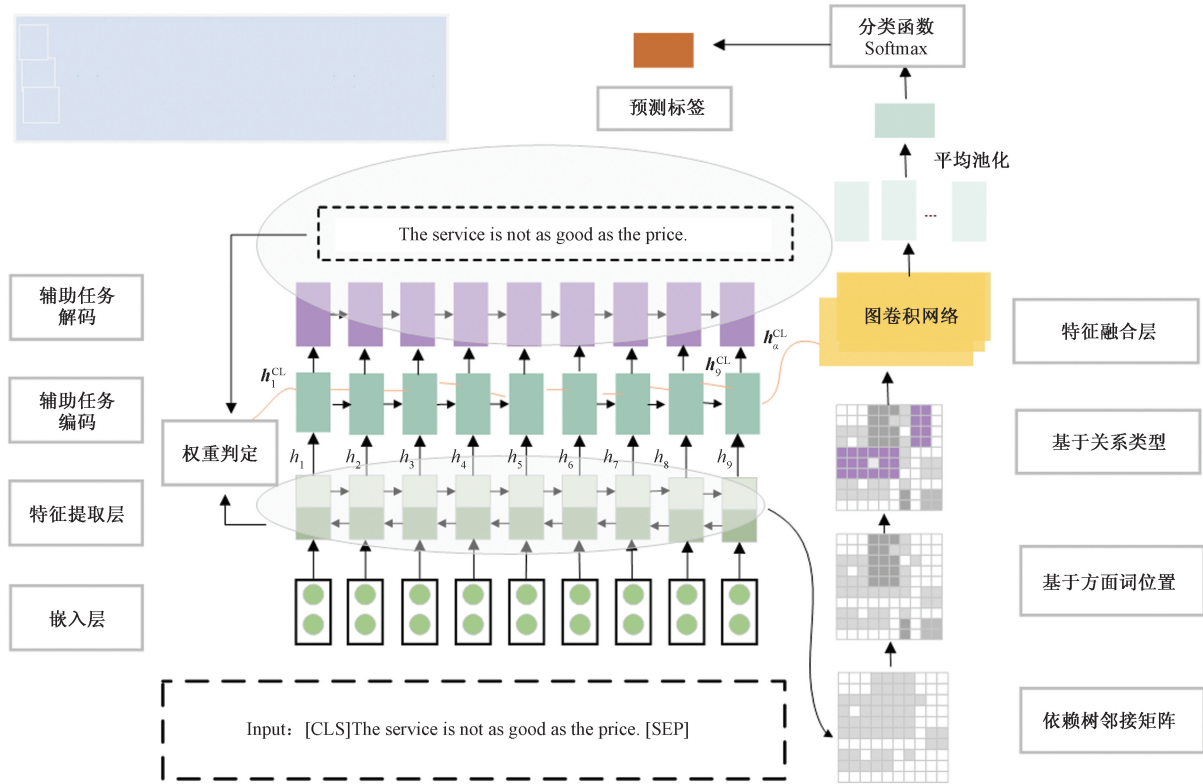 分类函数
Softmax
预测标签
平均池化
...
The service is not as good as the price.
辅助任务
解码
图卷积网络
特征融合层
h_1^CL
h_9^CL
h_α^CL
辅助任务
编码
权重判定
h_1 h_2 h_3 h_4 h_5 h_6 h_7 h_8 h_9
基于关系类型
特征提取层
基于方面词位置
嵌入层
依赖树邻接矩阵
Input：[CLS]The service is not as good as the price. [SEP]